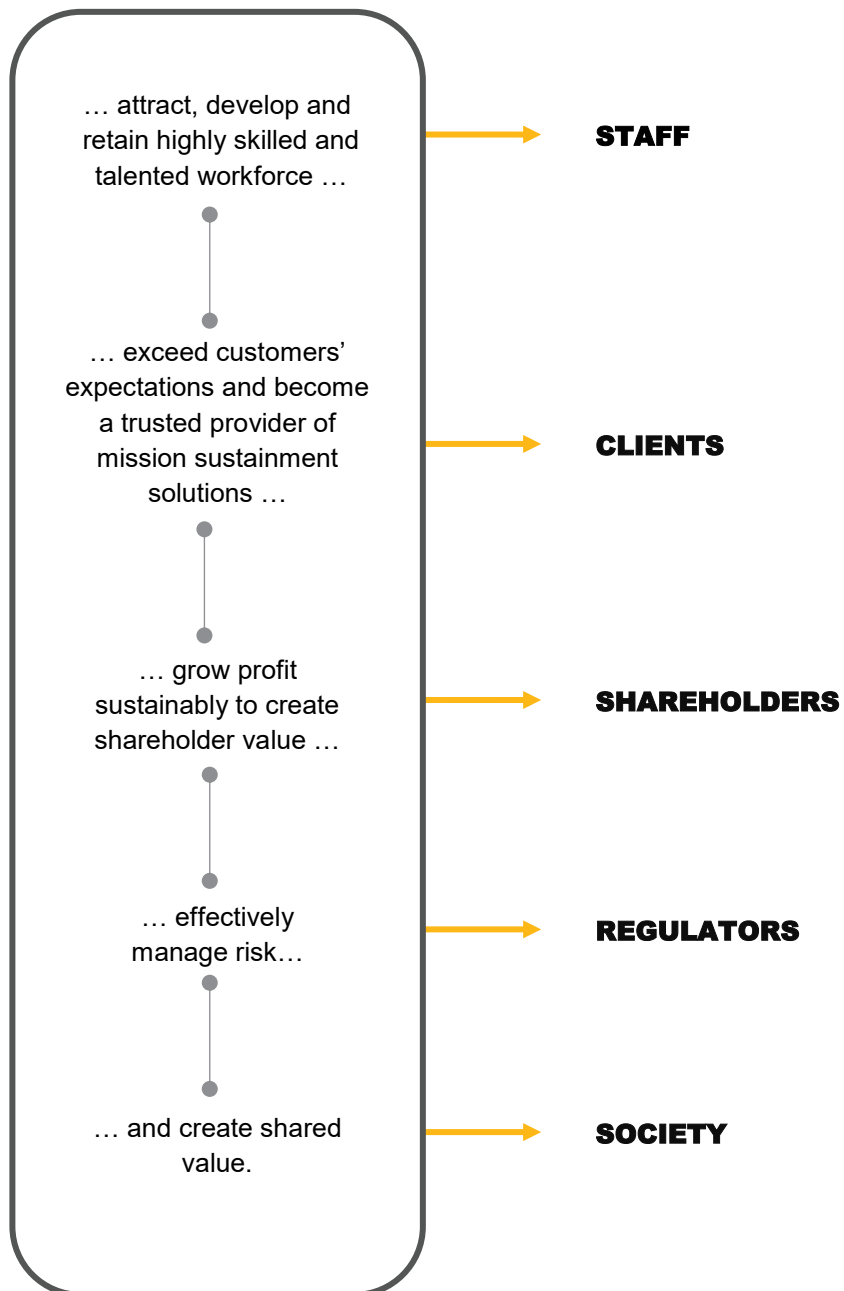 … attract, develop and
retain highly skilled and
talented workforce …
STAFF
… exceed customers’
expectations and become
a trusted provider of
mission sustainment
solutions …
CLIENTS
… grow profit
sustainably to create
shareholder value …
SHAREHOLDERS
… effectively
manage risk…
REGULATORS
… and create shared
value.
SOCIETY